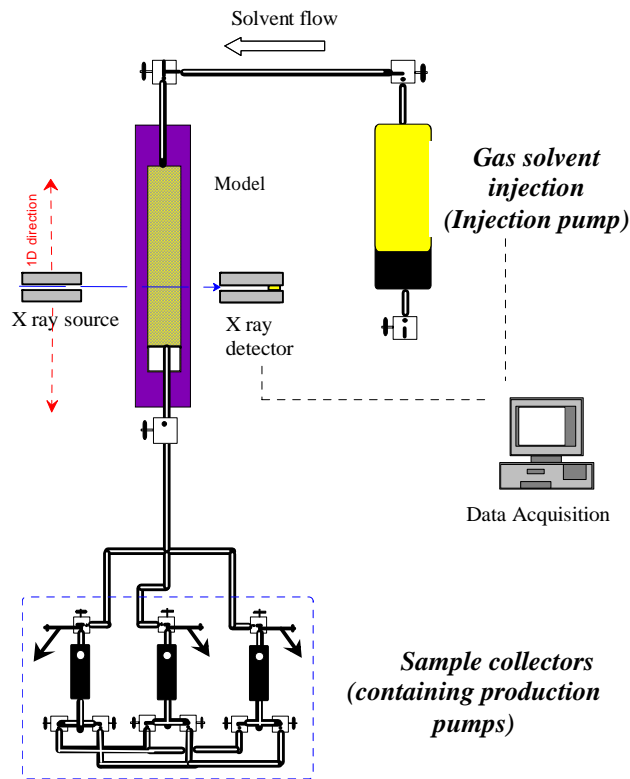 Solvent flow
Gas solvent
injection
(Injection pump)
Model
1D direction
X ray source
X ray
detector
Data Acquisition
Sample collectors
(containing production
pumps)